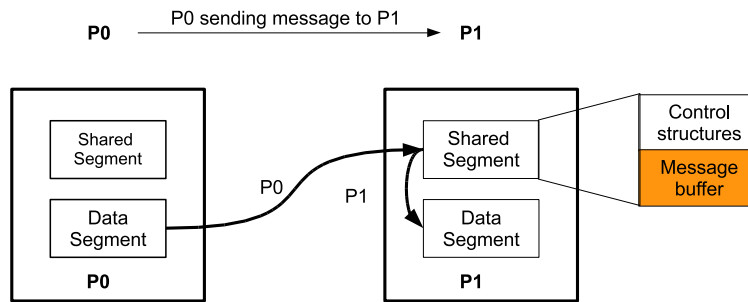 P0 sending message to P1
P0
P1
Shared
Segment
Data
Segment
P0
P0
P1
Shared
Segment
Data
Segment
P1
Control
structures
Message
buffer